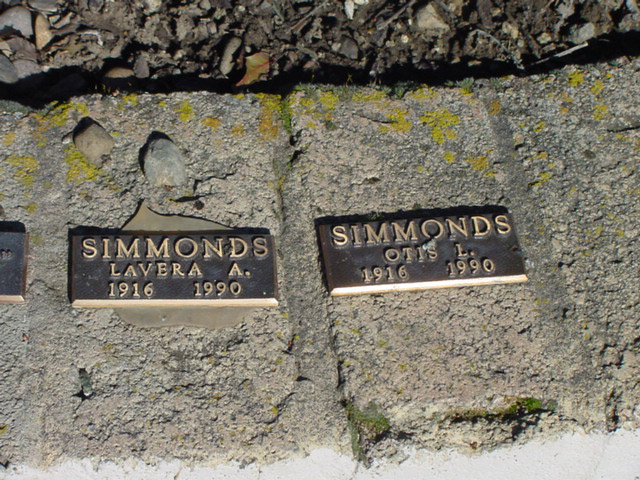 SIMMONDS
LAVERA A.
1916 1990
SIMMONDS
OTIS L.
1916 1990